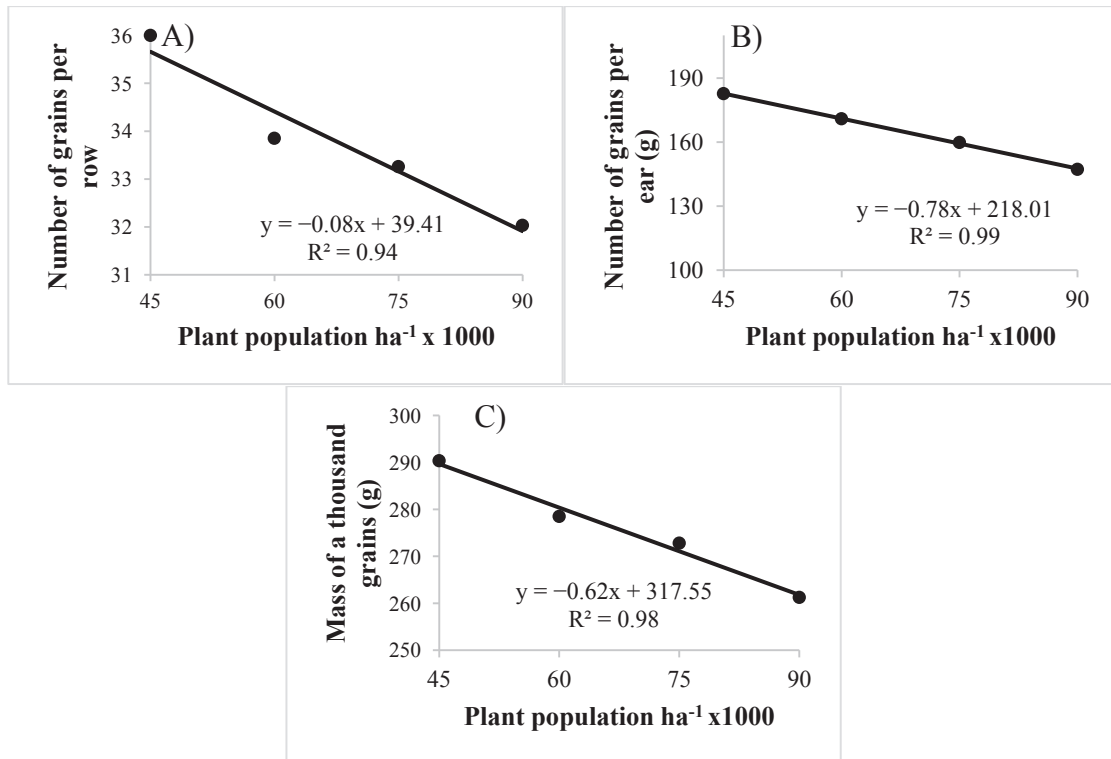 A)
Number of grains per
row
36
35
34
33
32
31
y = −0.08x + 39.41
R² = 0.94
45 60 75 90
Plant population ha⁻¹ x 1000
B)
Number of grains per
ear (g)
190
160
130
100
y = −0.78x + 218.01
R² = 0.99
45 60 75 90
Plant population ha⁻¹ x1000
C)
Mass of a thousand
grains (g)
300
290
280
270
260
250
y = −0.62x + 317.55
R² = 0.98
45 60 75 90
Plant population ha⁻¹ x1000